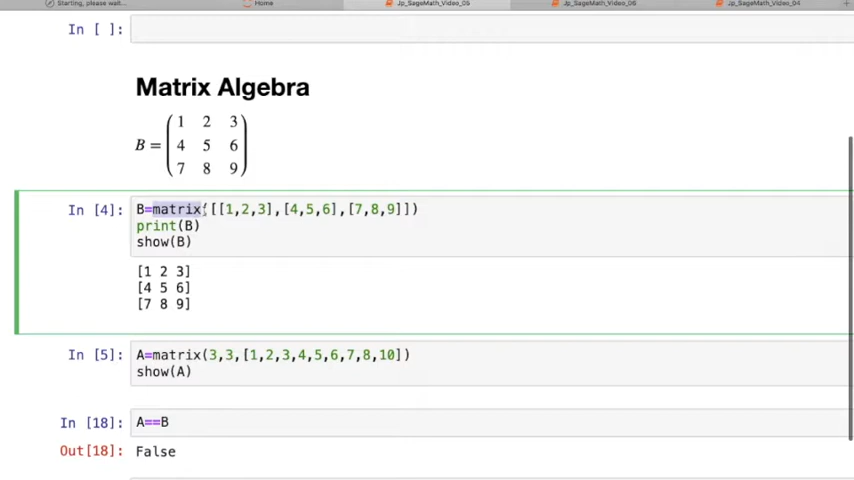 Starting, please wait...
Home
Jp_SageMath_Video_05
Jp_SageMath_Video_06
Jp_SageMath_Video_04
In [ ]:
Matrix Algebra
1 2 3
B = 4 5 6
7 8 9
In [4]: B=matrix([[1,2,3],[4,5,6],[7,8,9]])
print(B)
show(B)
[1 2 3]
[4 5 6]
[7 8 9]
In [5]: A=matrix(3,3,[1,2,3,4,5,6,7,8,10])
show(A)
In [18]: A==B
Out[18]: False